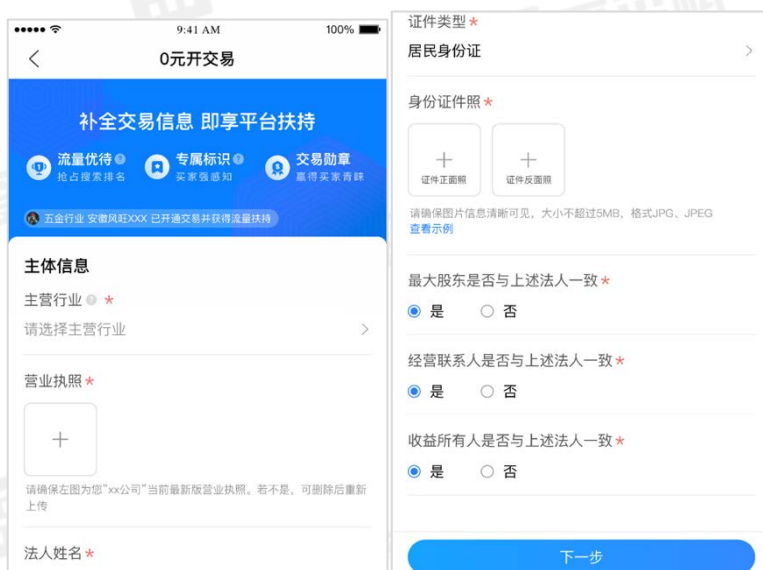 9:41 AM
100%
0元开交易
补全交易信息 即享平台扶持
流量优待
抢占搜索排名
专属标识
买家强感知
交易勋章
赢得买家青睐
五金行业 安徽风旺XXX 已开通交易并获得流量扶持
主体信息
主营行业 *
请选择主营行业
营业执照 *
请确保左图为您"xx公司"当前最新版营业执照。若不是，可删除后重新
上传
法人姓名 *
证件类型 *
居民身份证
身份证件照 *
证件正面照
证件反面照
请确保图片信息清晰可见，大小不超过5MB，格式JPG、JPEG
查看示例
最大股东是否与上述法人一致 *
是 否
经营联系人是否与上述法人一致 *
是 否
收益所有人是否与上述法人一致 *
是 否
下一步